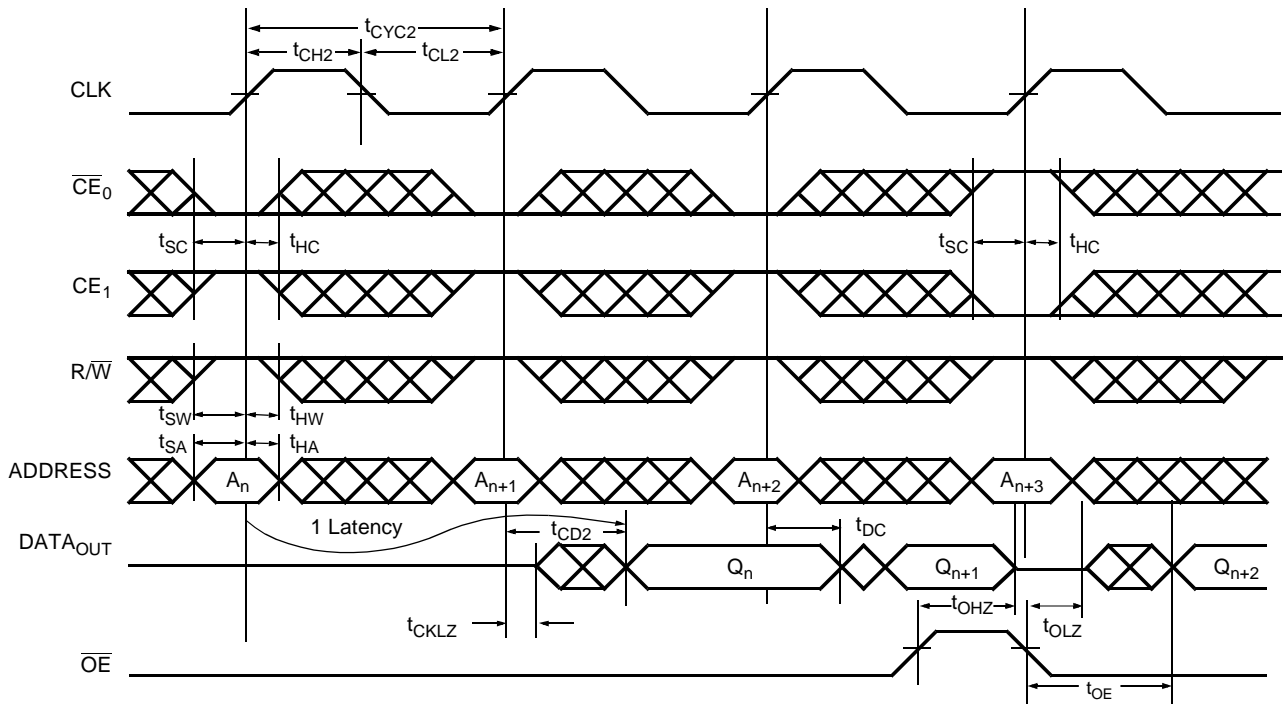 tCYC2
tCH2 tCL2
CLK
CE0
tSC tHC tSC tHC
CE1
R/W
tSW tHW
tSA tHA
ADDRESS An An+1 An+2 An+3
1 Latency tCD2 tDC
DATAOUT Qn Qn+1 Qn+2
tOHZ
tCKLZ tOLZ
OE
tOE